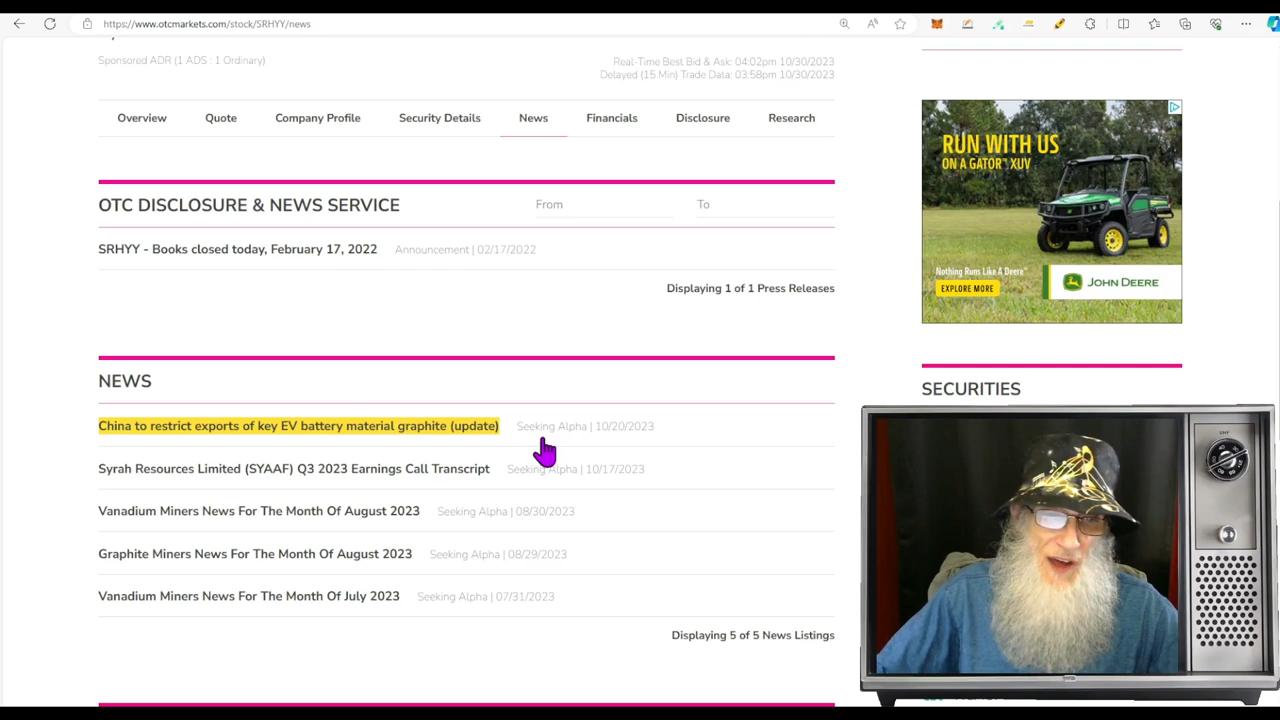 https://www.otcmarkets.com/stock/SRHYY/news
Sponsored ADR (1 ADS : 1 Ordinary)
Real-Time Best Bid & Ask: 04:02pm 10/30/2023
Delayed (15 Min) Trade Data: 03:58pm 10/30/2023
Overview Quote Company Profile Security Details News Financials Disclosure Research
OTC DISCLOSURE & NEWS SERVICE From To
SRHYY - Books closed today, February 17, 2022 Announcement | 02/17/2022
Displaying 1 of 1 Press Releases
NEWS
China to restrict exports of key EV battery material graphite (update) Seeking Alpha | 10/20/2023
Syrah Resources Limited (SYAAF) Q3 2023 Earnings Call Transcript Seeking Alpha | 10/17/2023
Vanadium Miners News For The Month Of August 2023 Seeking Alpha | 08/30/2023
Graphite Miners News For The Month Of August 2023 Seeking Alpha | 08/29/2023
Vanadium Miners News For The Month Of July 2023 Seeking Alpha | 07/31/2023
Displaying 5 of 5 News Listings
RUN WITH US
ON A GATOR™ XUV
Nothing Runs Like A Deere™
EXPLORE MORE
JOHN DEERE
SECURITIES
UHF